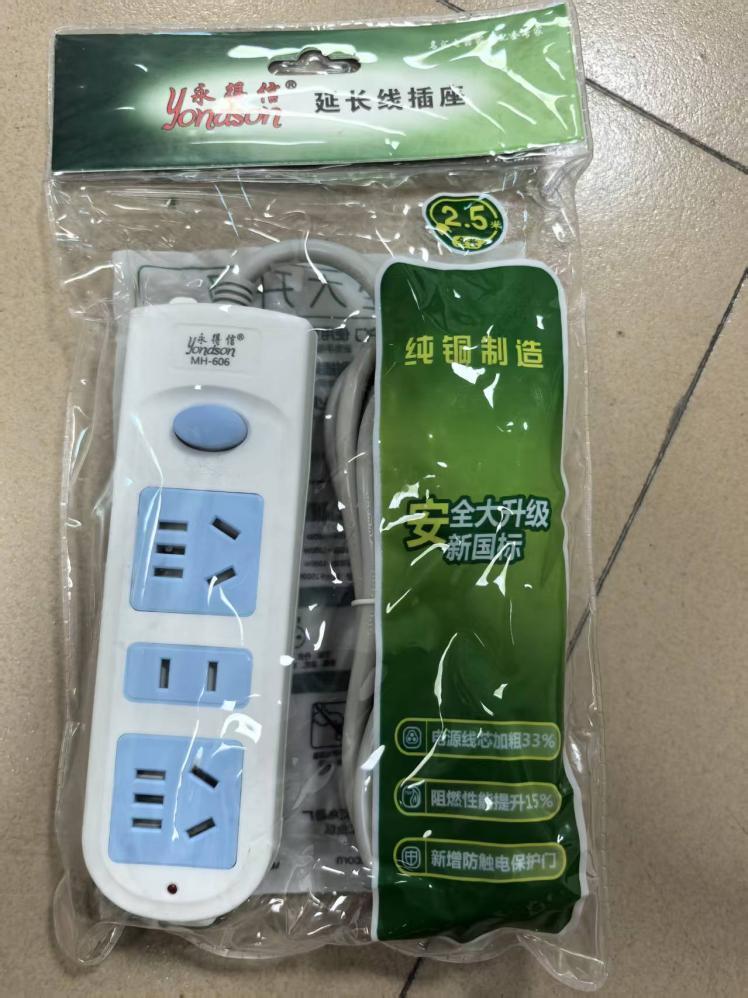 永得信®
Yondson
延长线插座
2.5米
纯铜制造
永得信®
Yondson
MH-606
安全大升级
新国标
电源线芯加粗33%
阻燃性能提升15%
新增防触电保护门